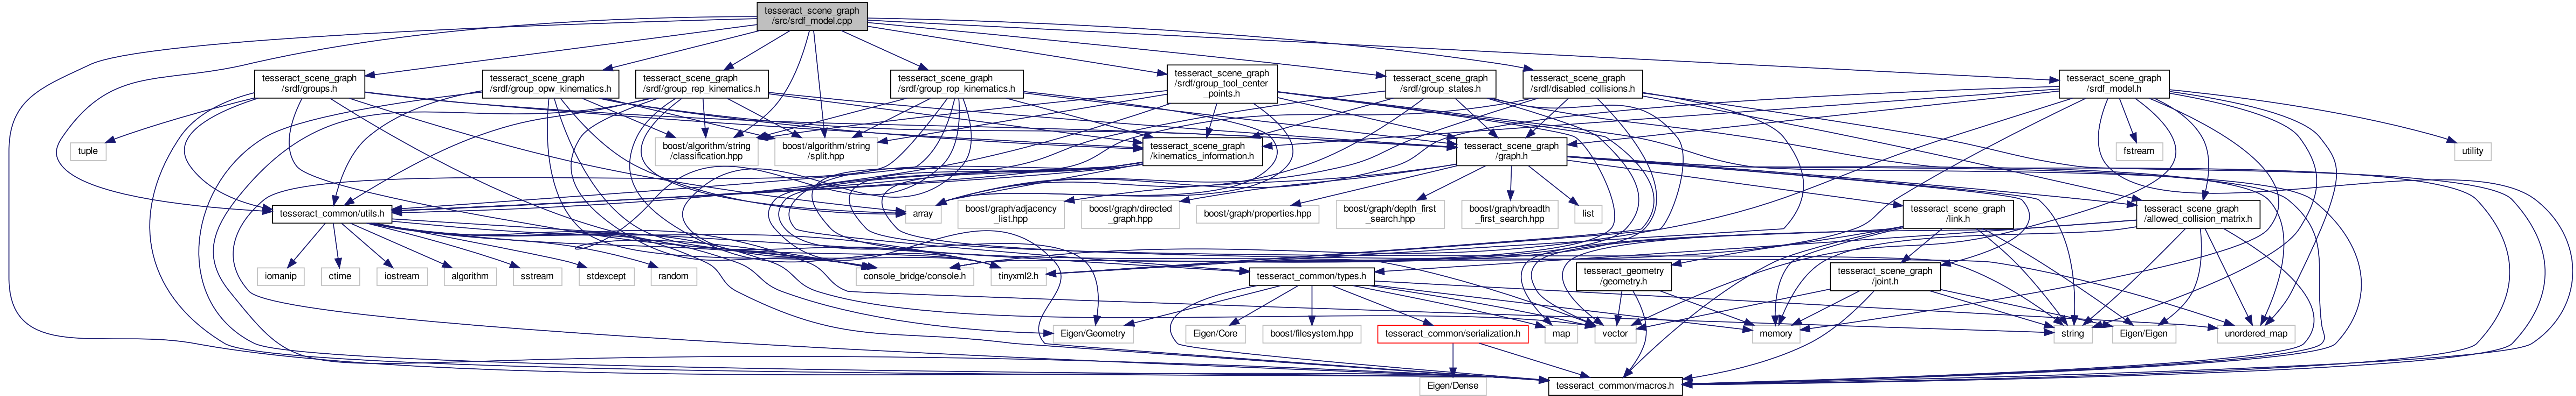 tesseract_scene_graph
/src/srdf_model.cpp
tesseract_scene_graph
/srdf/groups.h
tesseract_scene_graph
/srdf/group_opw_kinematics.h
tesseract_scene_graph
/srdf/group_rep_kinematics.h
tesseract_scene_graph
/srdf/group_rop_kinematics.h
tesseract_scene_graph
/srdf/group_tool_center
_points.h
tesseract_scene_graph
/srdf/group_states.h
tesseract_scene_graph
/srdf/disabled_collisions.h
tesseract_scene_graph
/srdf_model.h
tuple
boost/algorithm/string
/classification.hpp
boost/algorithm/string
/split.hpp
tesseract_scene_graph
/kinematics_information.h
tesseract_scene_graph
/graph.h
fstream
utility
tesseract_common/utils.h
array
boost/graph/adjacency
_list.hpp
boost/graph/directed
_graph.hpp
boost/graph/properties.hpp
boost/graph/depth_first
_search.hpp
boost/graph/breadth
_first_search.hpp
list
tesseract_scene_graph
/link.h
tesseract_scene_graph
/allowed_collision_matrix.h
iomanip
ctime
iostream
algorithm
sstream
stdexcept
random
console_bridge/console.h
tinyxml2.h
tesseract_common/types.h
tesseract_geometry
/geometry.h
tesseract_scene_graph
/joint.h
Eigen/Geometry
Eigen/Core
boost/filesystem.hpp
tesseract_common/serialization.h
map
vector
memory
string
Eigen/Eigen
unordered_map
Eigen/Dense
tesseract_common/macros.h